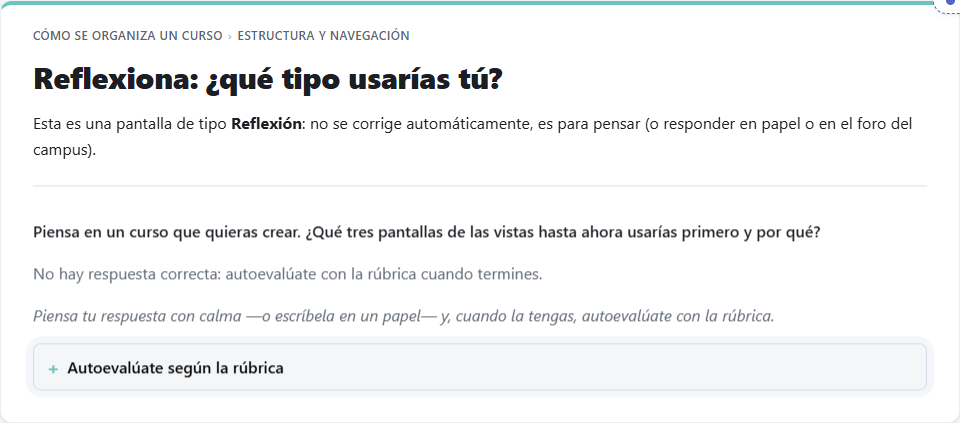 CÓMO SE ORGANIZA UN CURSO › ESTRUCTURA Y NAVEGACIÓN
Reflexiona: ¿qué tipo usarías tú?
Esta es una pantalla de tipo Reflexión: no se corrige automáticamente, es para pensar (o responder en papel o en el foro del
campus).
Piensa en un curso que quieras crear. ¿Qué tres pantallas de las vistas hasta ahora usarías primero y por qué?
No hay respuesta correcta: autoevalúate con la rúbrica cuando termines.
Piensa tu respuesta con calma —o escríbela en un papel— y, cuando la tengas, autoevalúate con la rúbrica.
+ Autoevalúate según la rúbrica